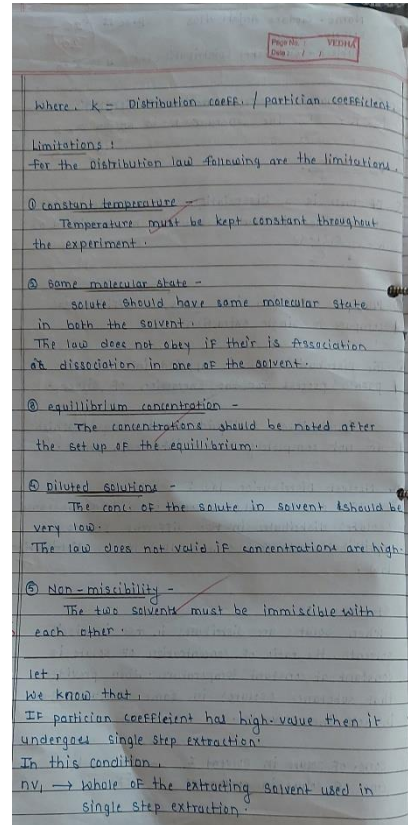 Page No. : VEDHA
Date : / /
Where, k = Distribution coeff. / partician coefficient.
Limitations :
for the Distribution law following are the limitations.
① constant temperature -
Temperature must be kept constant throughout
the experiment.
② same molecular state -
solute should have same molecular state
in both the solvent.
The law does not obey if their is Association
or dissociation in one of the solvent.
③ equillibrium concentration -
The concentrations should be noted after
the set up of the equillibrium.
④ Diluted solutions -
The conc. of the solute in solvent should be
very low.
The law does not valid if concentrations are high.
⑤ Non-miscibility -
The two solvents must be immiscible with
each other.
let,
We know that,
If partician coefficient has high value then it
undergoes single step extraction.
In this condition,
nV₁ → whole of the extracting solvent used in
single step extraction.